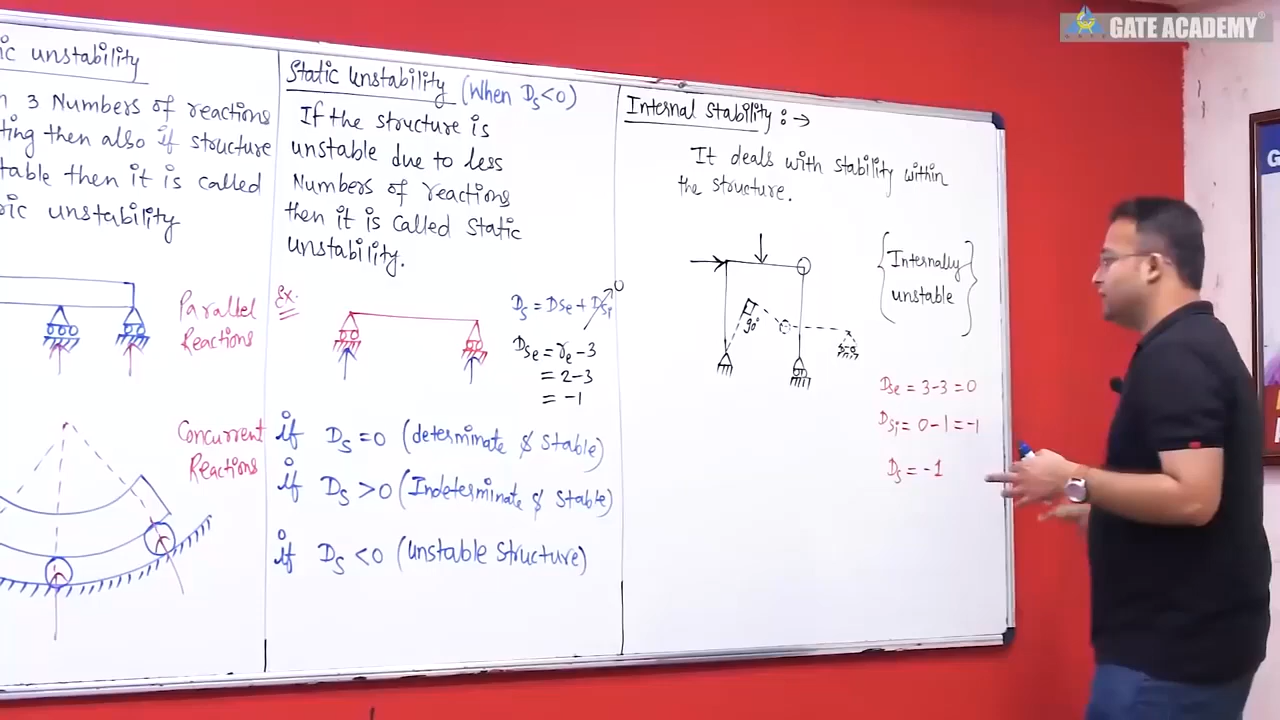 GATE ACADEMY
ic unstability
3 Numbers of reactions
ting then also if structure
table then it is called
ric unstability
Parallel
Reactions
Concurrent
Reactions
Static Unstability (When Ds<0)
If the structure is
unstable due to less
Numbers of reactions
then it is called static
unstability.
Ex.
Ds = Dse + Dsi 0
Dse = re - 3
= 2-3
= -1
if Ds = 0 (determinate & Stable)
if Ds > 0 (Indeterminate & Stable)
if Ds < 0 (unstable Structure)
Internal Stability : →
It deals with stability within
the structure.
90°
{Internally
unstable}
Dse = 3-3 = 0
Dsi = 0-1 = -1
Ds = -1